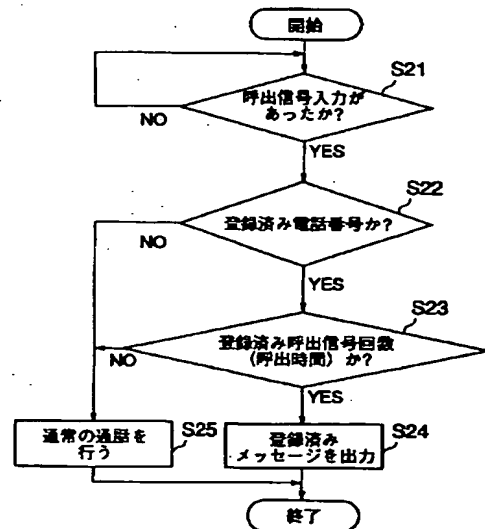 開始
S21
呼出信号入力が
あったか?
NO
YES
S22
登録済み電話番号か?
NO
YES
S23
登録済み呼出信号回数
(呼出時間)か?
NO
YES
通常の通話を
行う
S25
登録済み
メッセージを出力
S24
終了